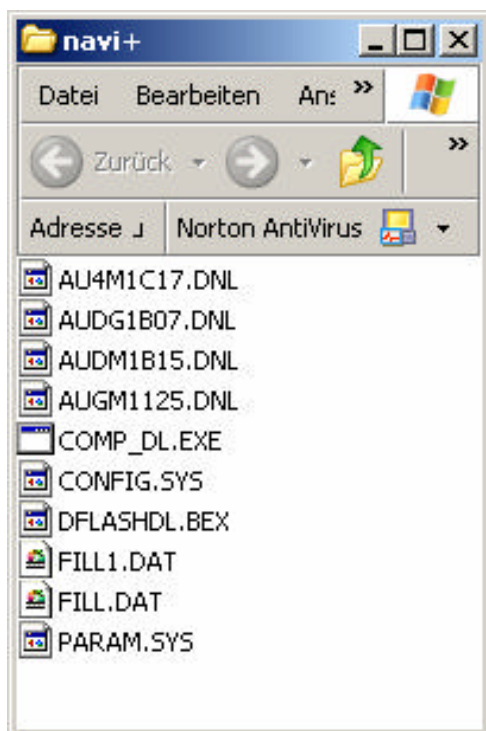 navi+
Datei Bearbeiten Ans »
Zurück »
Adresse Norton AntiVirus
AU4M1C17.DNL
AUDG1B07.DNL
AUDM1B15.DNL
AUGM1125.DNL
COMP_DL.EXE
CONFIG.SYS
DFLASHDL.BEX
FILL1.DAT
FILL.DAT
PARAM.SYS